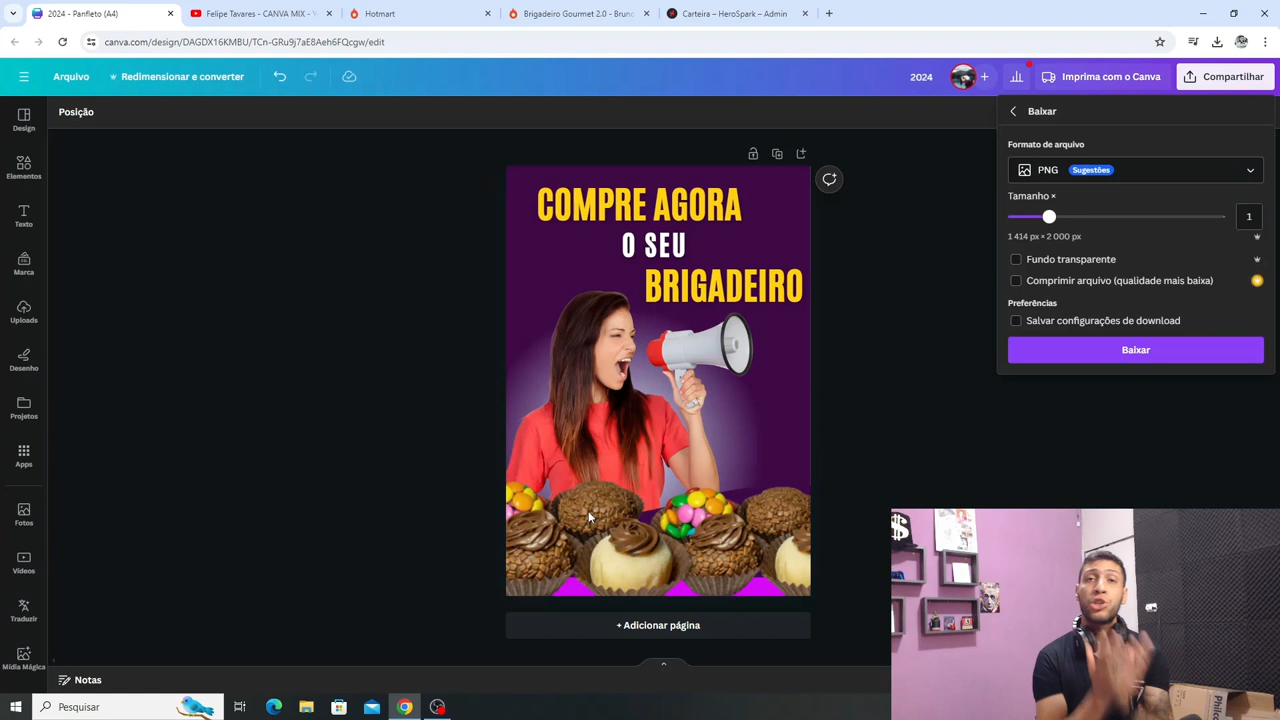 2024 - Panfleto (A4)
Felipe Tavares - CANVA MIX - 
Hotmart
Brigadeiro Gourmet 2.0 - Bruno
Carteira – HeroSpark – Admin
canva.com/design/DAGDX16KMBU/TCn-GRu9j7aE8Aeh6FQcgw/edit
Arquivo
Redimensionar e converter
2024
Imprima com o Canva
Compartilhar
Posição
Baixar
Formato de arquivo
PNG Sugestões
Tamanho ×
1
1 414 px × 2 000 px
Fundo transparente
Comprimir arquivo (qualidade mais baixa)
Preferências
Salvar configurações de download
Baixar
Design
Elementos
Texto
Marca
Uploads
Desenho
Projetos
Apps
Fotos
Vídeos
Traduzir
Mídia Mágica
COMPRE AGORA
O SEU
BRIGADEIRO
+ Adicionar página
Notas
Pesquisar